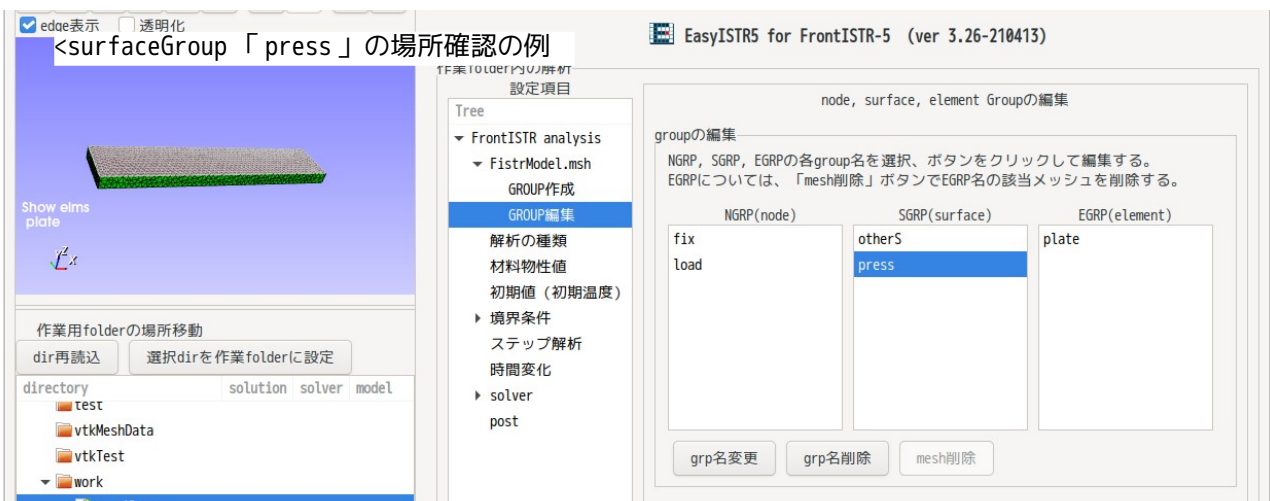 edge表示 透明化
<surfaceGroup 「press」の場所確認の例
Show elms
plate
Z
x
作業用folderの場所移動
dir再読込 選択dirを作業folderに設定
directory solution solver model
test
vtkMeshData
vtkTest
work
EasyISTR5 for FrontISTR-5 (ver 3.26-210413)
作業folder内の解析
設定項目
Tree
FrontISTR analysis
FistrModel.msh
GROUP作成
GROUP編集
解析の種類
材料物性値
初期値 (初期温度)
境界条件
ステップ解析
時間変化
solver
post
node, surface, element Groupの編集
groupの編集
NGRP, SGRP, EGRPの各group名を選択、ボタンをクリックして編集する。
EGRPについては、「mesh削除」ボタンでEGRP名の該当メッシュを削除する。
NGRP(node) SGRP(surface) EGRP(element)
fix otherS plate
load press
grp名変更 grp名削除 mesh削除